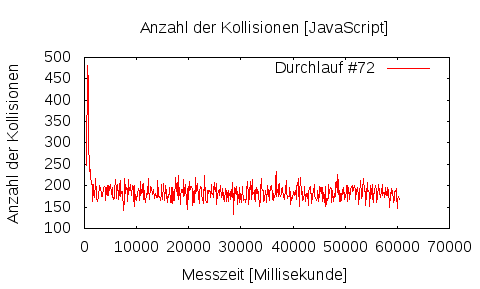 Anzahl der Kollisionen [JavaScript]
Durchlauf #72
Anzahl der Kollisionen
500
450
400
350
300
250
200
150
100
0 10000 20000 30000 40000 50000 60000 70000
Messzeit [Millisekunde]